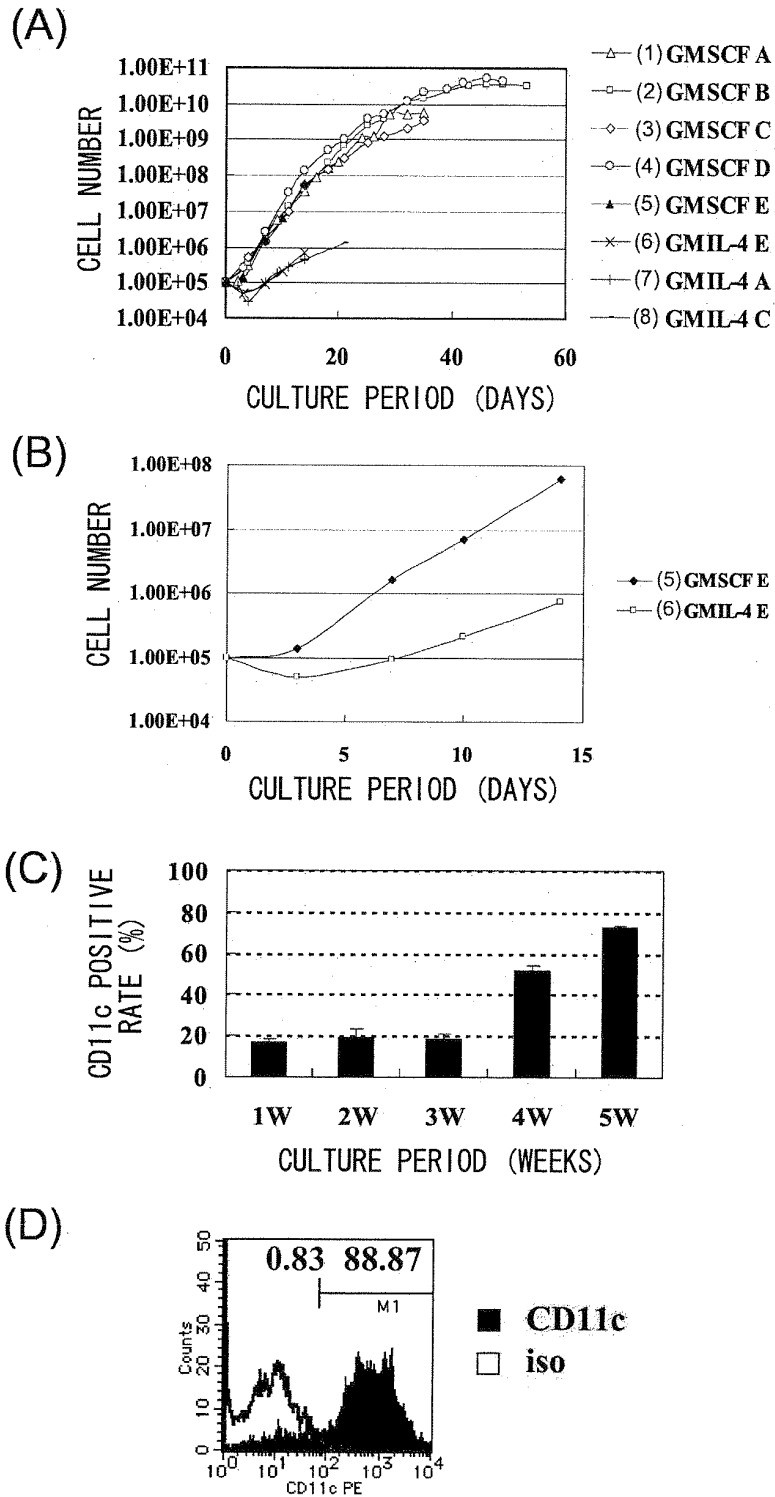 (A)
1.00E+11
1.00E+10
1.00E+09
1.00E+08
1.00E+07
1.00E+06
1.00E+05
1.00E+04
CELL NUMBER
0 20 40 60
CULTURE PERIOD (DAYS)
(1) GMSCF A
(2) GMSCF B
(3) GMSCF C
(4) GMSCF D
(5) GMSCF E
(6) GMIL-4 E
(7) GMIL-4 A
(8) GMIL-4 C
(B)
1.00E+08
1.00E+07
1.00E+06
1.00E+05
1.00E+04
CELL NUMBER
0 5 10 15
CULTURE PERIOD (DAYS)
(5) GMSCF E
(6) GMIL-4 E
(C)
CD11c POSITIVE
RATE (%)
100
80
60
40
20
0
1W 2W 3W 4W 5W
CULTURE PERIOD (WEEKS)
(D)
50
40
30
20
10
0
Counts
0.83 88.87
M1
10^0 10^1 10^2 10^3 10^4
CD11c PE
CD11c
iso